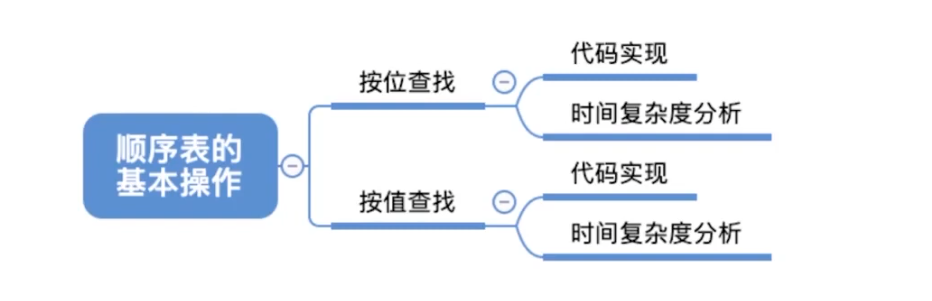 顺序表的
基本操作
按位查找
代码实现
时间复杂度分析
按值查找
代码实现
时间复杂度分析